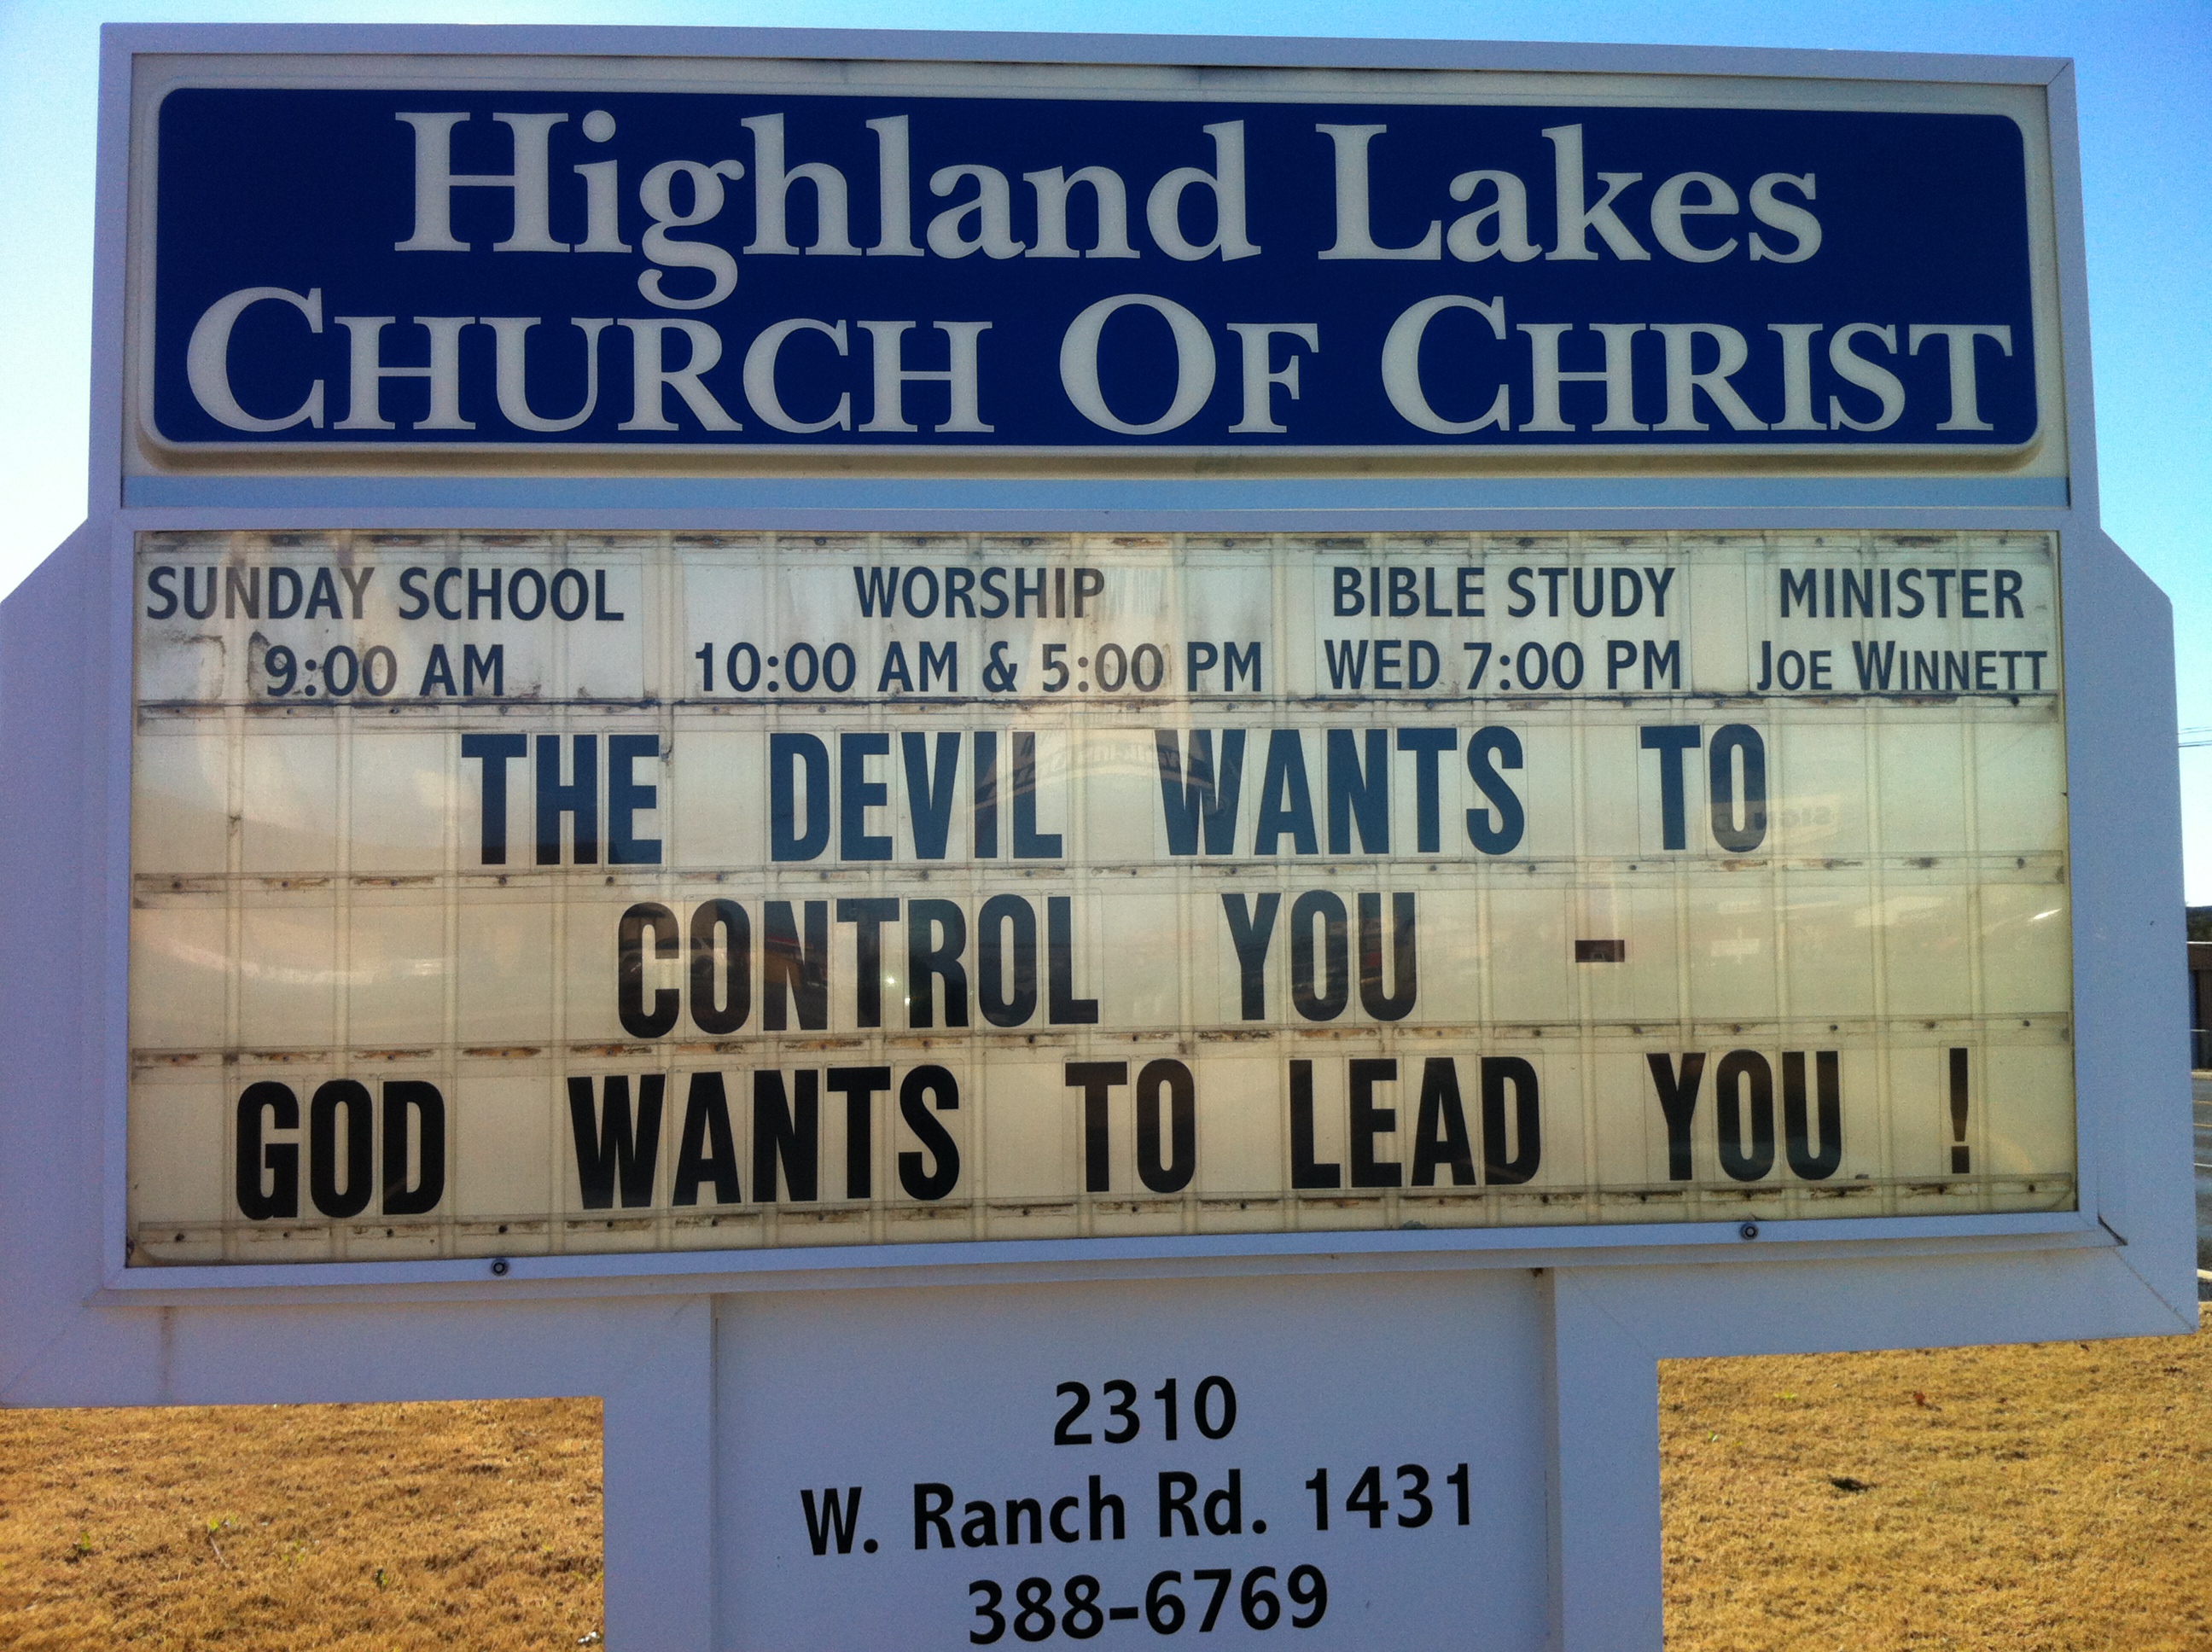 Highland Lakes
CHURCH OF CHRIST
SUNDAY SCHOOL WORSHIP BIBLE STUDY MINISTER
9:00 AM 10:00 AM & 5:00 PM WED 7:00 PM JOE WINNETT
THE DEVIL WANTS TO
CONTROL YOU -
GOD WANTS TO LEAD YOU !
2310
W. Ranch Rd. 1431
388-6769